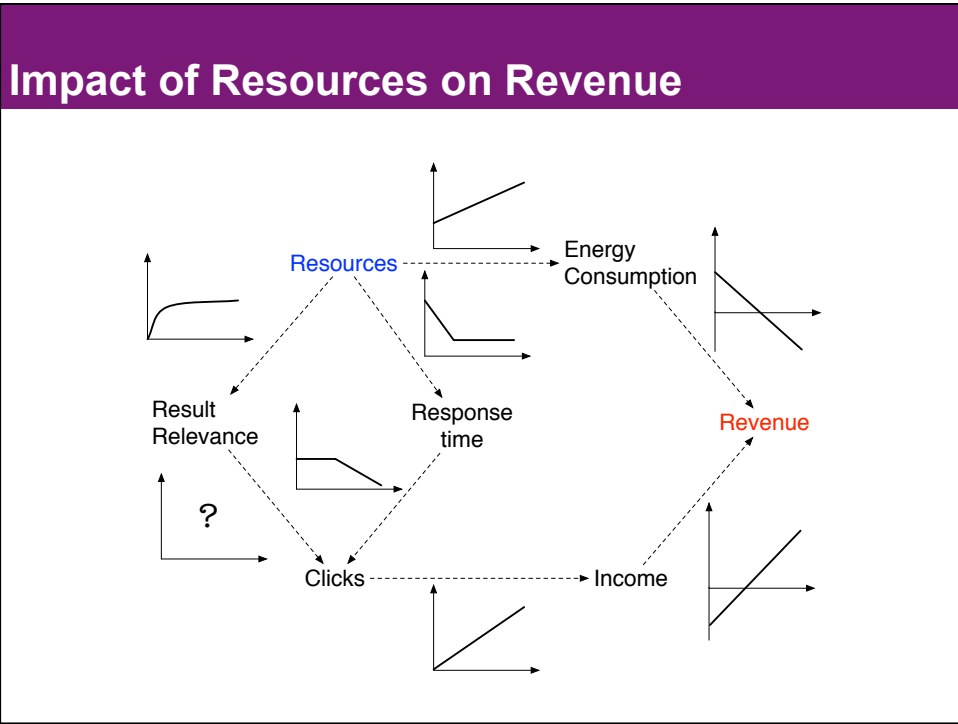 Impact of Resources on Revenue
Resources
Energy
Consumption
Result
Relevance
Response
time
Revenue
?
Clicks
Income